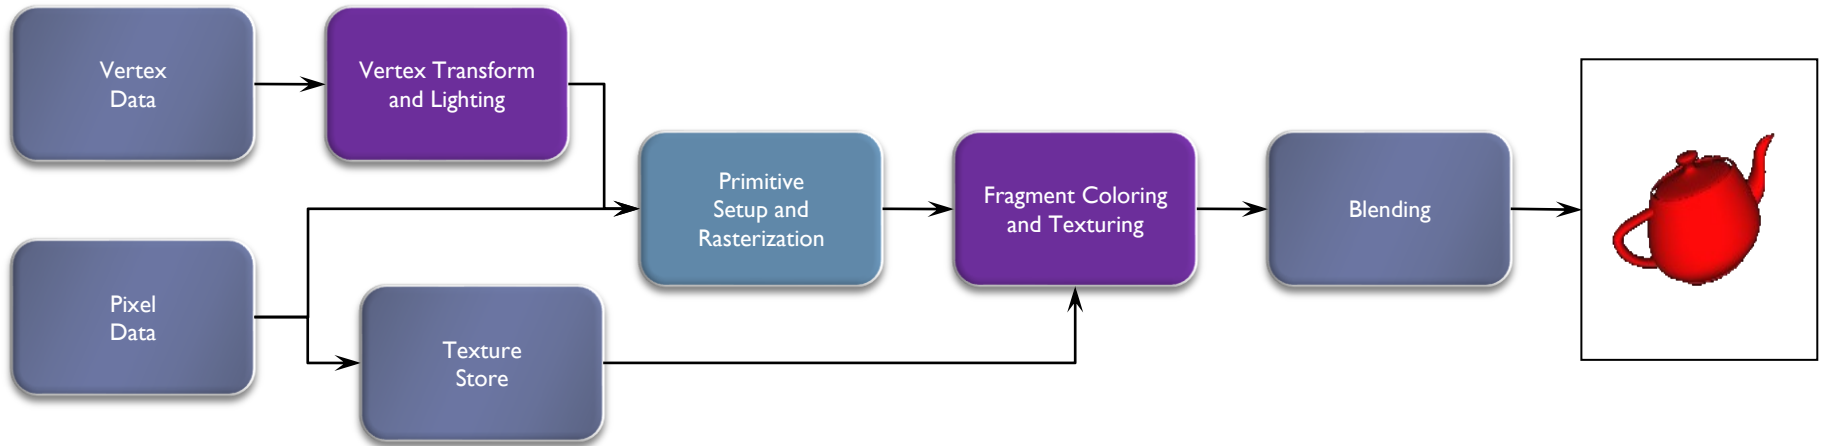 Vertex
Data
Vertex Transform
and Lighting
Primitive
Setup and
Rasterization
Fragment Coloring
and Texturing
Blending
Pixel
Data
Texture
Store